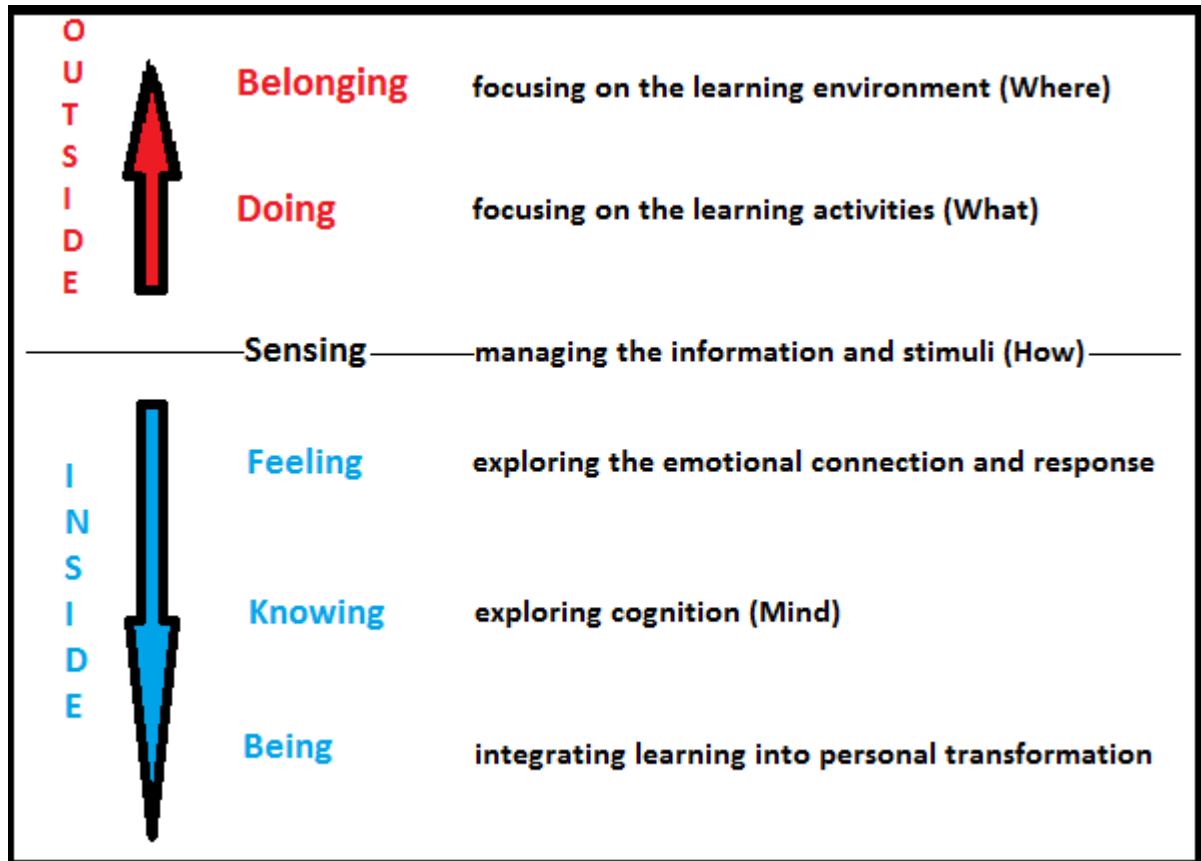 OUTSIDE
Belonging focusing on the learning environment (Where)
Doing focusing on the learning activities (What)
Sensing managing the information and stimuli (How)
INSIDE
Feeling exploring the emotional connection and response
Knowing exploring cognition (Mind)
Being integrating learning into personal transformation